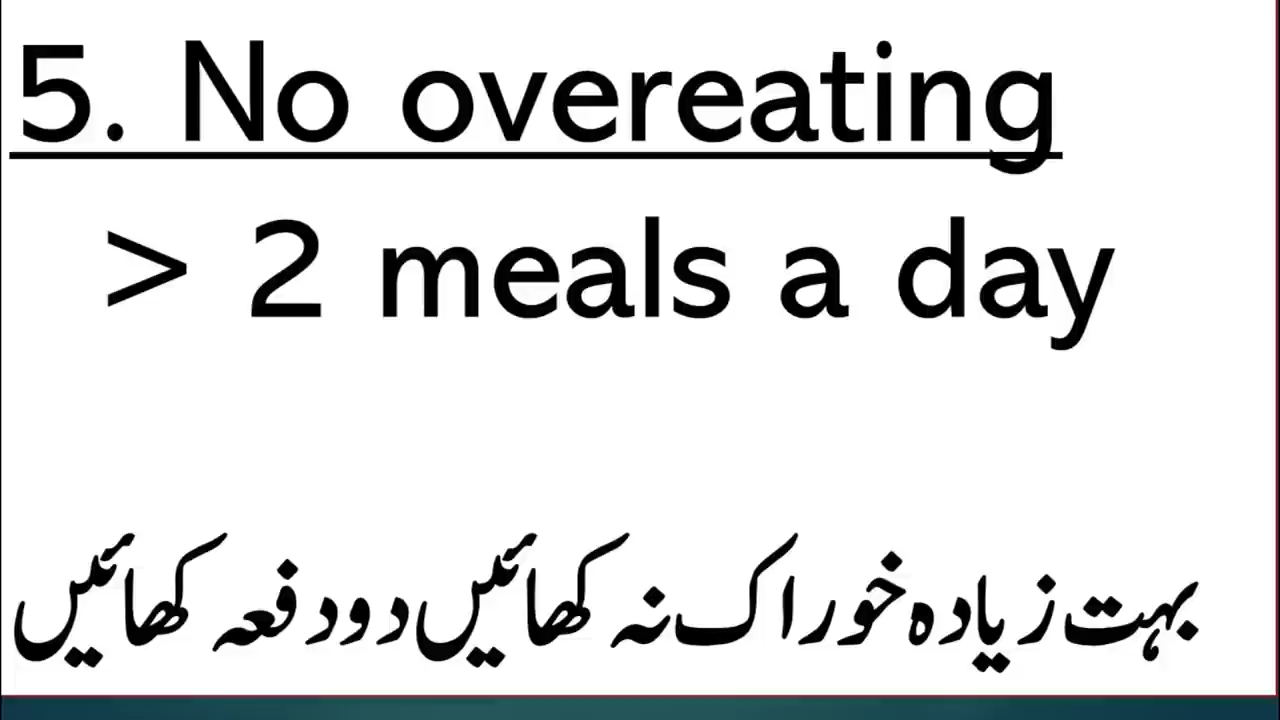 5. No overeating
> 2 meals a day
بہت زیادہ خوراک نہ کھائیں دو دفعہ کھائیں